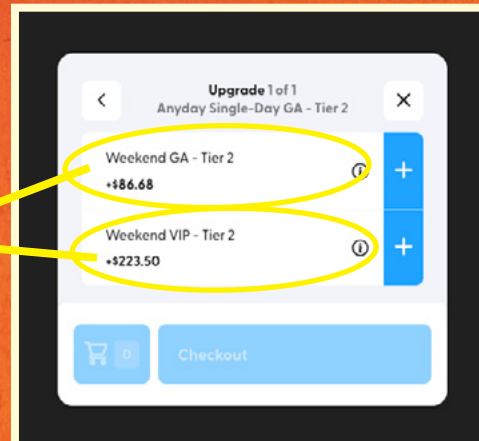 Upgrade 1 of 1
Anyday Single-Day GA - Tier 2
Weekend GA - Tier 2
+$86.68
Weekend VIP - Tier 2
+$223.50
0
Checkout